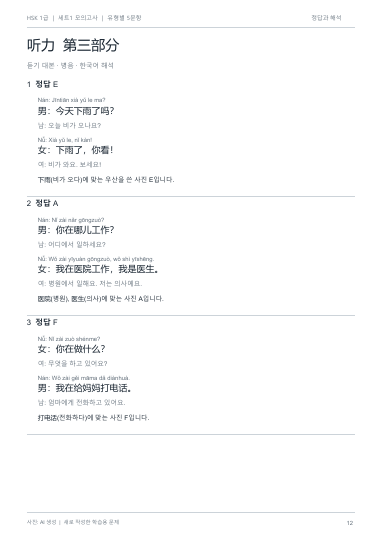 HSK 1급 | 세트1 모의고사 | 유형별 5문항
정답과 해석
听力 第三部分
듣기 대본 · 병음 · 한국어 해석
1 정답 E
Nán: Jīntiān xià yǔ le ma?
男：今天下雨了吗？
남: 오늘 비가 오나요?
Nǚ: Xià yǔ le, nǐ kàn!
女：下雨了，你看！
여: 비가 와요. 보세요!
下雨(비가 오다)에 맞는 우산을 쓴 사진 E입니다.
2 정답 A
Nán: Nǐ zài nǎr gōngzuò?
男：你在哪儿工作？
남: 어디에서 일하세요?
Nǚ: Wǒ zài yīyuàn gōngzuò, wǒ shì yīshēng.
女：我在医院工作，我是医生。
여: 병원에서 일해요. 저는 의사예요.
医院(병원), 医生(의사)에 맞는 사진 A입니다.
3 정답 F
Nǚ: Nǐ zài zuò shénme?
女：你在做什么？
여: 무엇을 하고 있어요?
Nán: Wǒ zài gěi māma dǎ diànhuà.
男：我在给妈妈打电话。
남: 엄마에게 전화하고 있어요.
打电话(전화하다)에 맞는 사진 F입니다.
사진: AI 생성 | 새로 작성한 학습용 문제
12